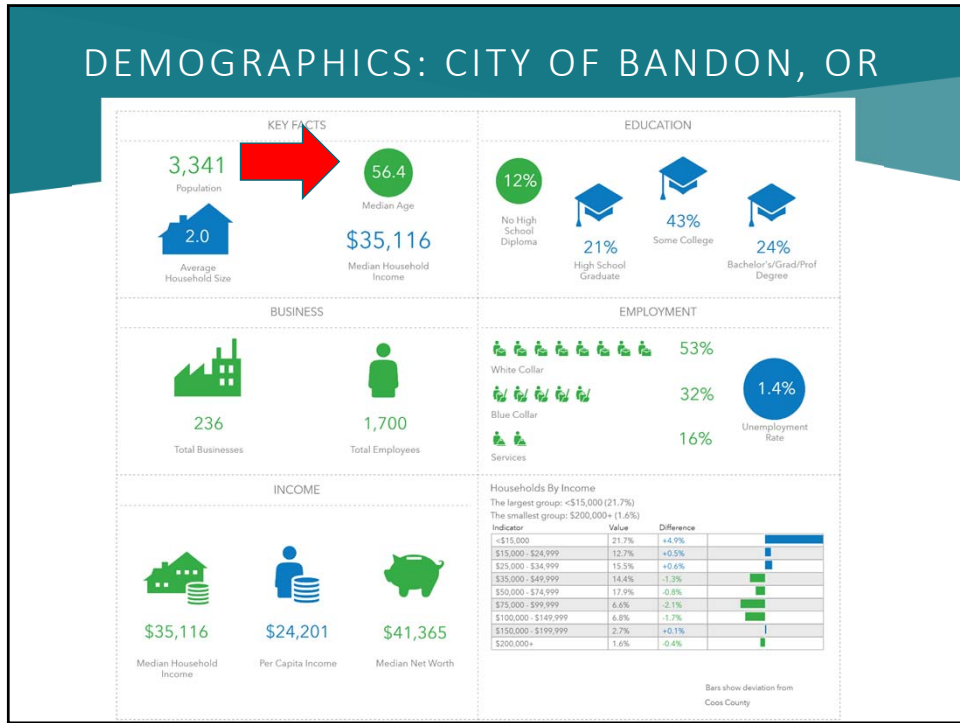 DEMOGRAPHICS: CITY OF BANDON, OR
KEY FACTS
3,341
Population
56.4
Median Age
2.0
Average
Household Size
$35,116
Median Household
Income
EDUCATION
12%
No High
School
Diploma
21%
High School
Graduate
43%
Some College
24%
Bachelor's/Grad/Prof
Degree
BUSINESS
236
Total Businesses
1,700
Total Employees
EMPLOYMENT
53%
White Collar
32%
Blue Collar
16%
Services
1.4%
Unemployment
Rate
INCOME
$35,116
Median Household
Income
$24,201
Per Capita Income
$41,365
Median Net Worth
Households By Income
The largest group: <$15,000 (21.7%)
The smallest group: $200,000+ (1.6%)
Indicator Value Difference
<$15,000 21.7% +4.9%
$15,000 - $24,999 12.7% +0.5%
$25,000 - $34,999 15.5% +0.6%
$35,000 - $49,999 14.4% -1.3%
$50,000 - $74,999 17.9% -0.8%
$75,000 - $99,999 6.6% -2.1%
$100,000 - $149,999 6.8% -1.7%
$150,000 - $199,999 2.7% +0.1%
$200,000+ 1.6% -0.4%
Bars show deviation from
Coos County